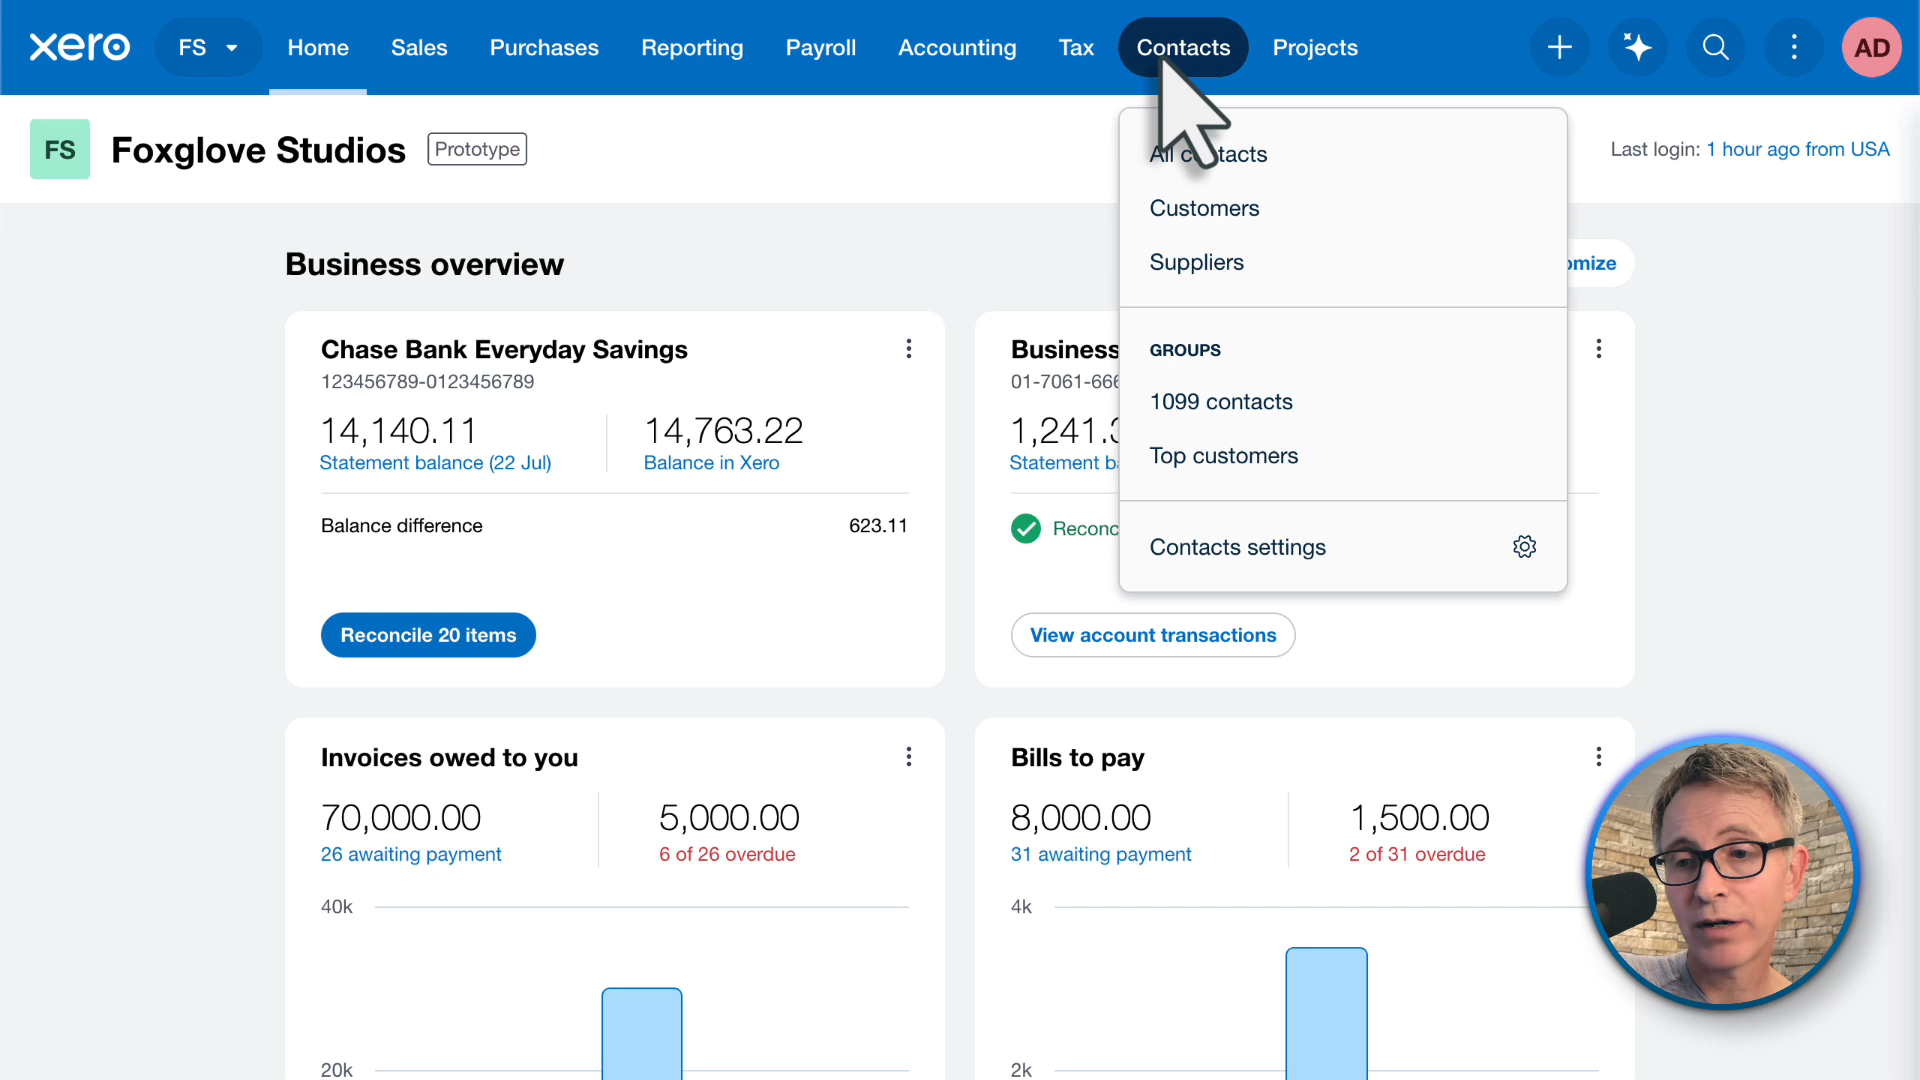 xero FS Home Sales Purchases Reporting Payroll Accounting Tax Contacts Projects AD
FS Foxglove Studios Prototype
Last login: 1 hour ago from USA
All contacts
Customers
Suppliers
GROUPS
1099 contacts
Top customers
Contacts settings
Business overview
Chase Bank Everyday Savings
123456789-0123456789
14,140.11 14,763.22
Statement balance (22 Jul) Balance in Xero
Balance difference 623.11
Reconcile 20 items
Business
01-7061-666
1,241.
Statement
View account transactions
Invoices owed to you
70,000.00 5,000.00
26 awaiting payment 6 of 26 overdue
40k
20k
Bills to pay
8,000.00 1,500.00
31 awaiting payment 2 of 31 overdue
4k
2k